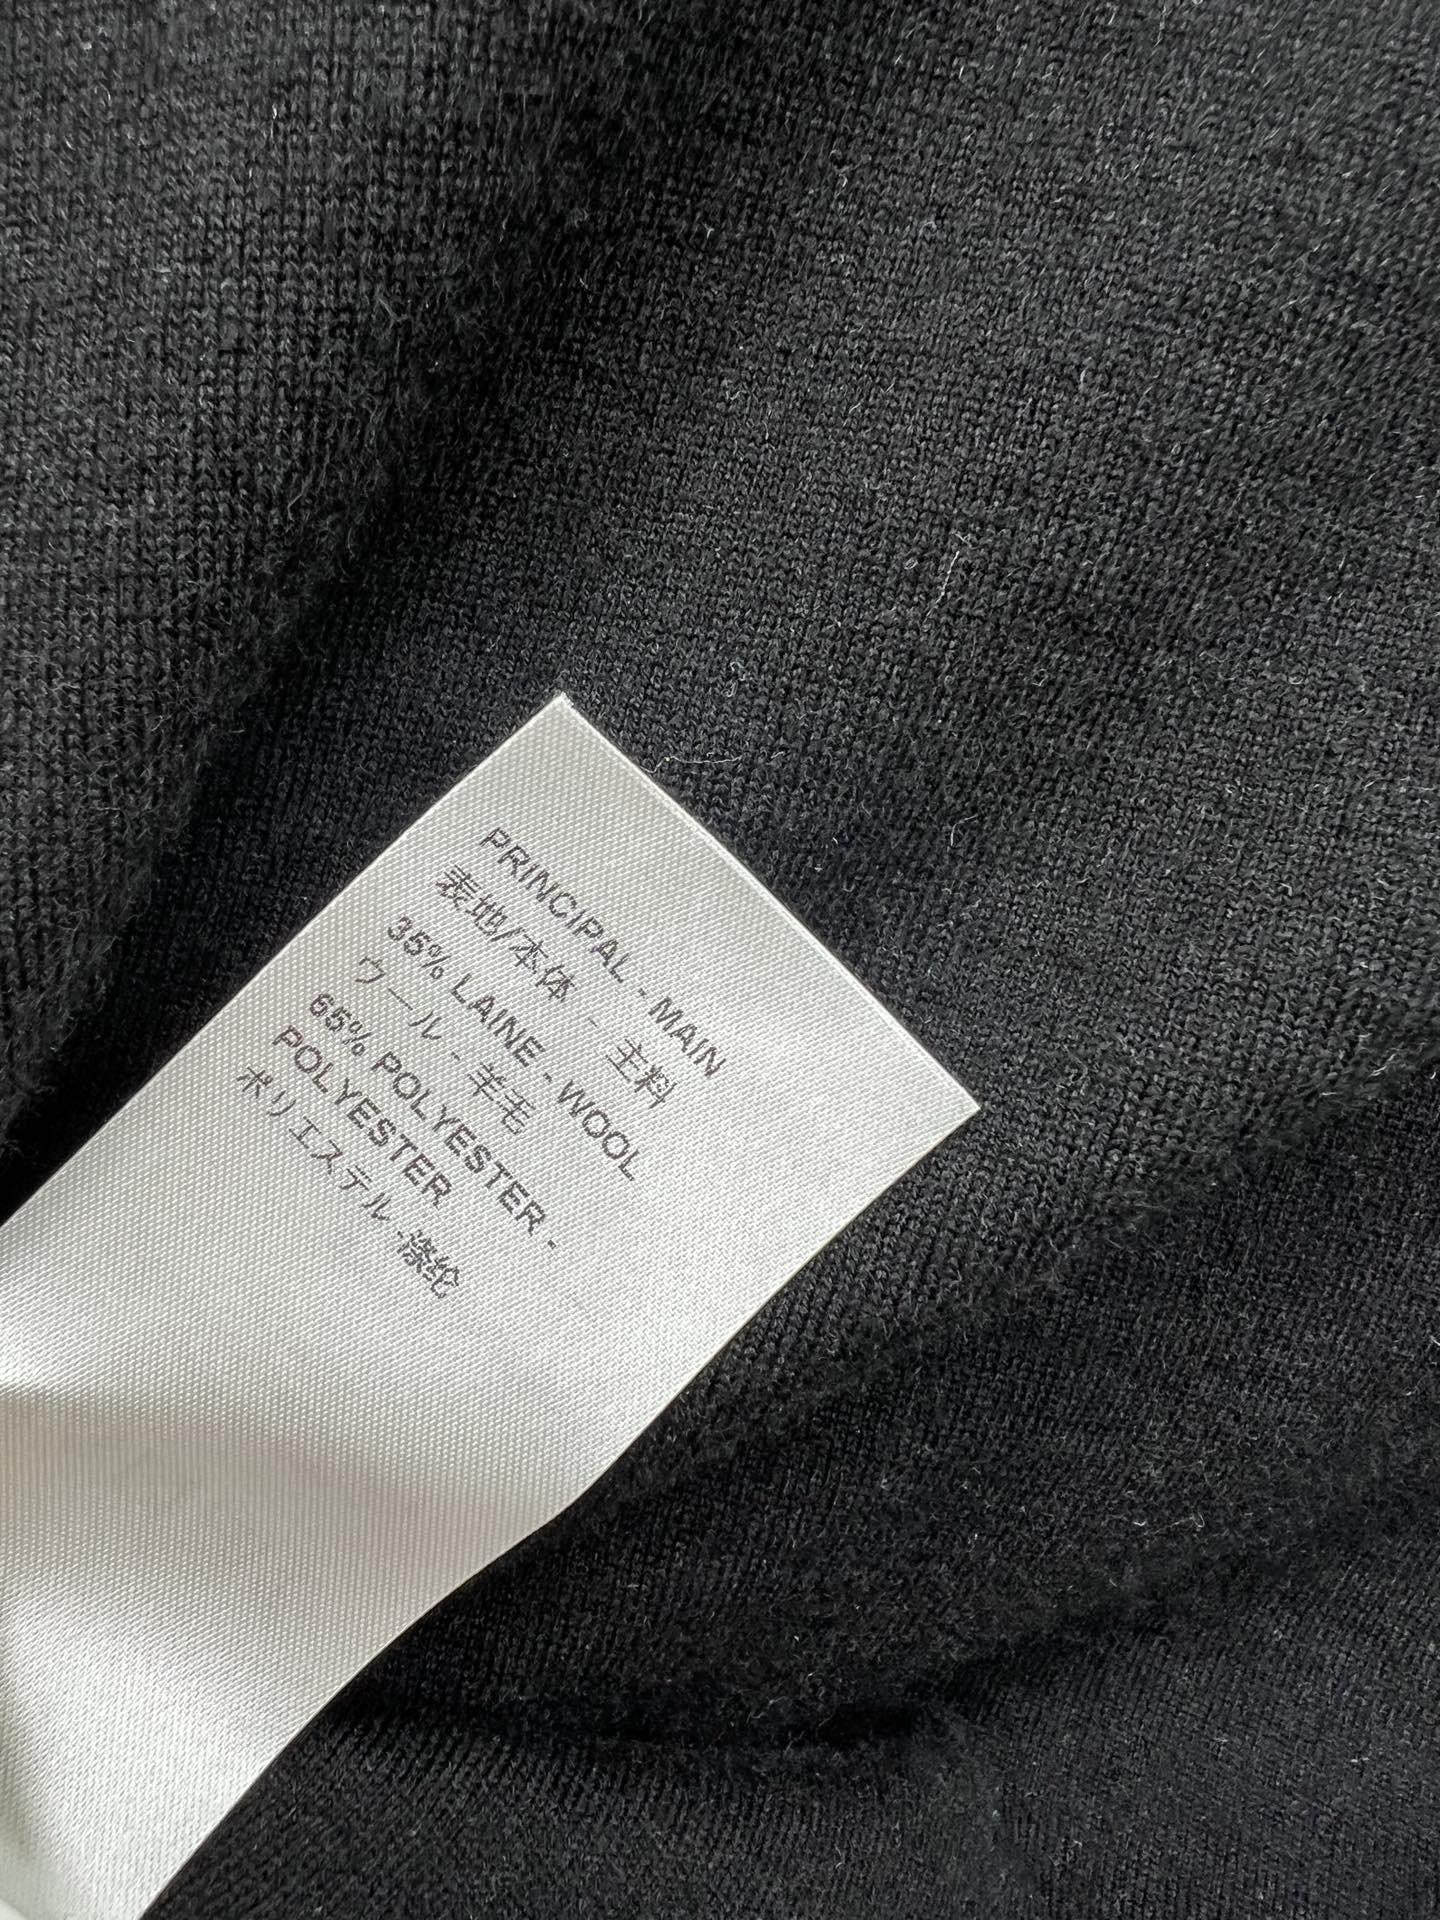 PRINCIPAL - MAIN
表地/本体 - 主料
35% LAINE - WOOL
ウール - 羊毛
65% POLYESTER -
POLYESTER
ポリエステル -涤纶